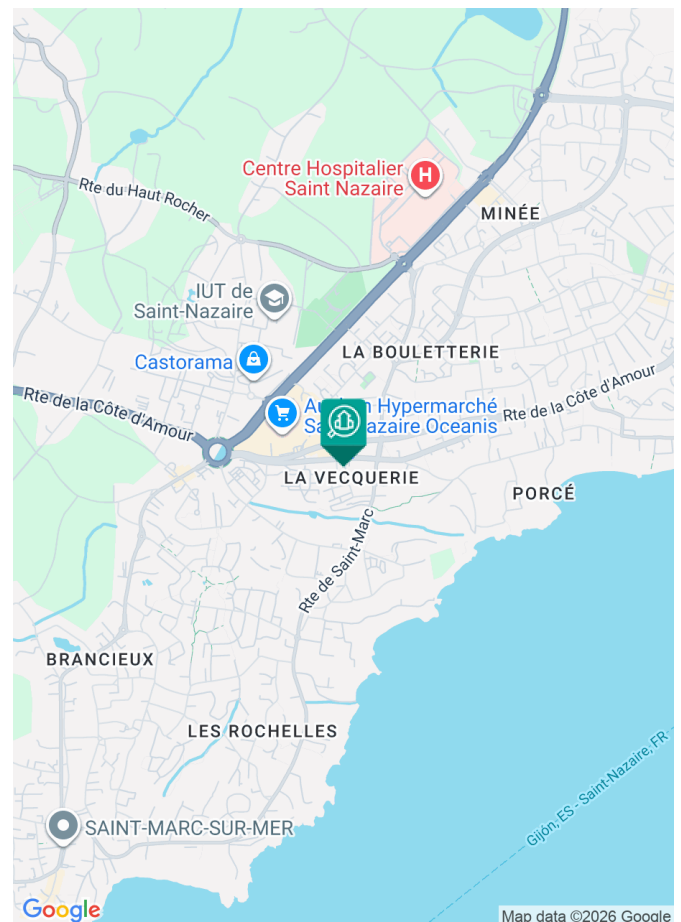 Centre Hospitalier
Saint Nazaire
H
Rte du Haut Rocher
MINÉE
IUT de
Saint-Nazaire
LA BOULETTERIE
Castorama
Rte de la Côte d'Amour
Hypermarché
Oceanis
Rte de la Côte d'Amour
LA VECQUERIE
PORCÉ
Rte de Saint-Marc
BRANCIEUX
LES ROCHELLES
Gijón, ES - Saint-Nazaire, FR
SAINT-MARC-SUR-MER
Google
Map data ©2026 Google